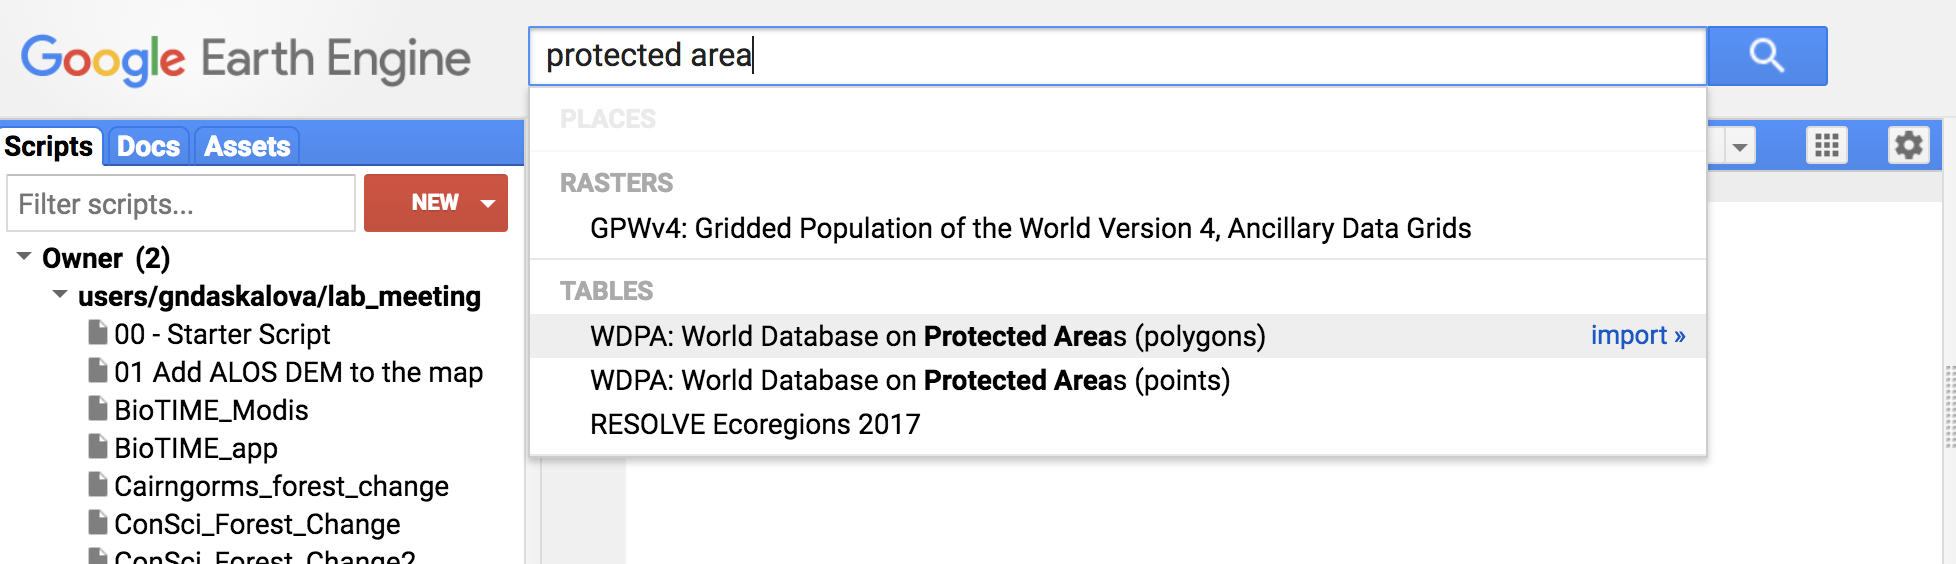 Google Earth Engine
protected area
PLACES
RASTERS
GPWv4: Gridded Population of the World Version 4, Ancillary Data Grids
TABLES
WDPA: World Database on Protected Areas (polygons) import »
WDPA: World Database on Protected Areas (points)
RESOLVE Ecoregions 2017
Scripts Docs Assets
Filter scripts... NEW
Owner (2)
users/gndaskalova/lab_meeting
00 - Starter Script
01 Add ALOS DEM to the map
BioTIME_Modis
BioTIME_app
Cairngorms_forest_change
ConSci_Forest_Change
ConSci_Forest_Change2